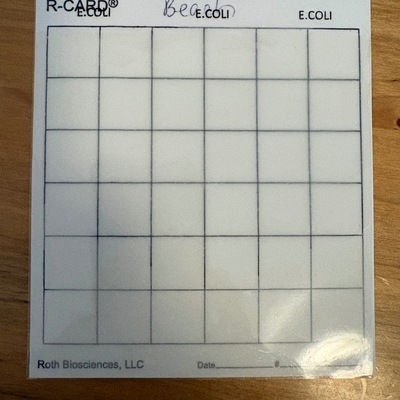 R-CARD®
E.COLI E.COLI E.COLI
Roth Biosciences, LLC Date #